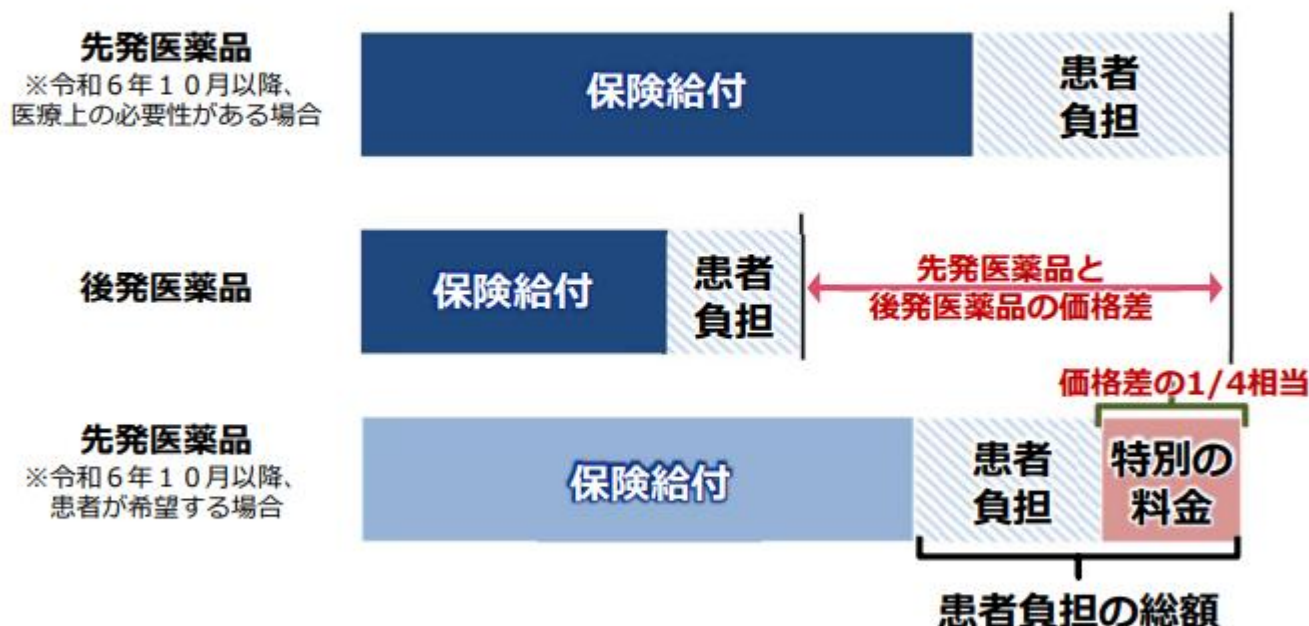 先発医薬品
※令和6年10月以降、
医療上の必要性がある場合
保険給付
患者
負担
後発医薬品
保険給付
患者
負担
先発医薬品と
後発医薬品の価格差
価格差の1/4相当
先発医薬品
※令和6年10月以降、
患者が希望する場合
保険給付
患者
負担
特別の
料金
患者負担の総額